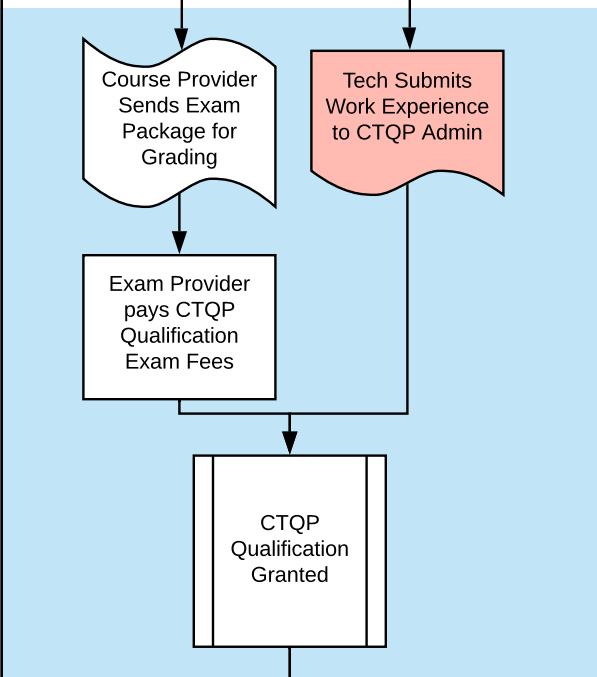 Course Provider
Sends Exam
Package for
Grading
Tech Submits
Work Experience
to CTQP Admin
Exam Provider
pays CTQP
Qualification
Exam Fees
CTQP
Qualification
Granted